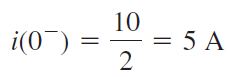 i(0⁻) = 10/2 = 5 A